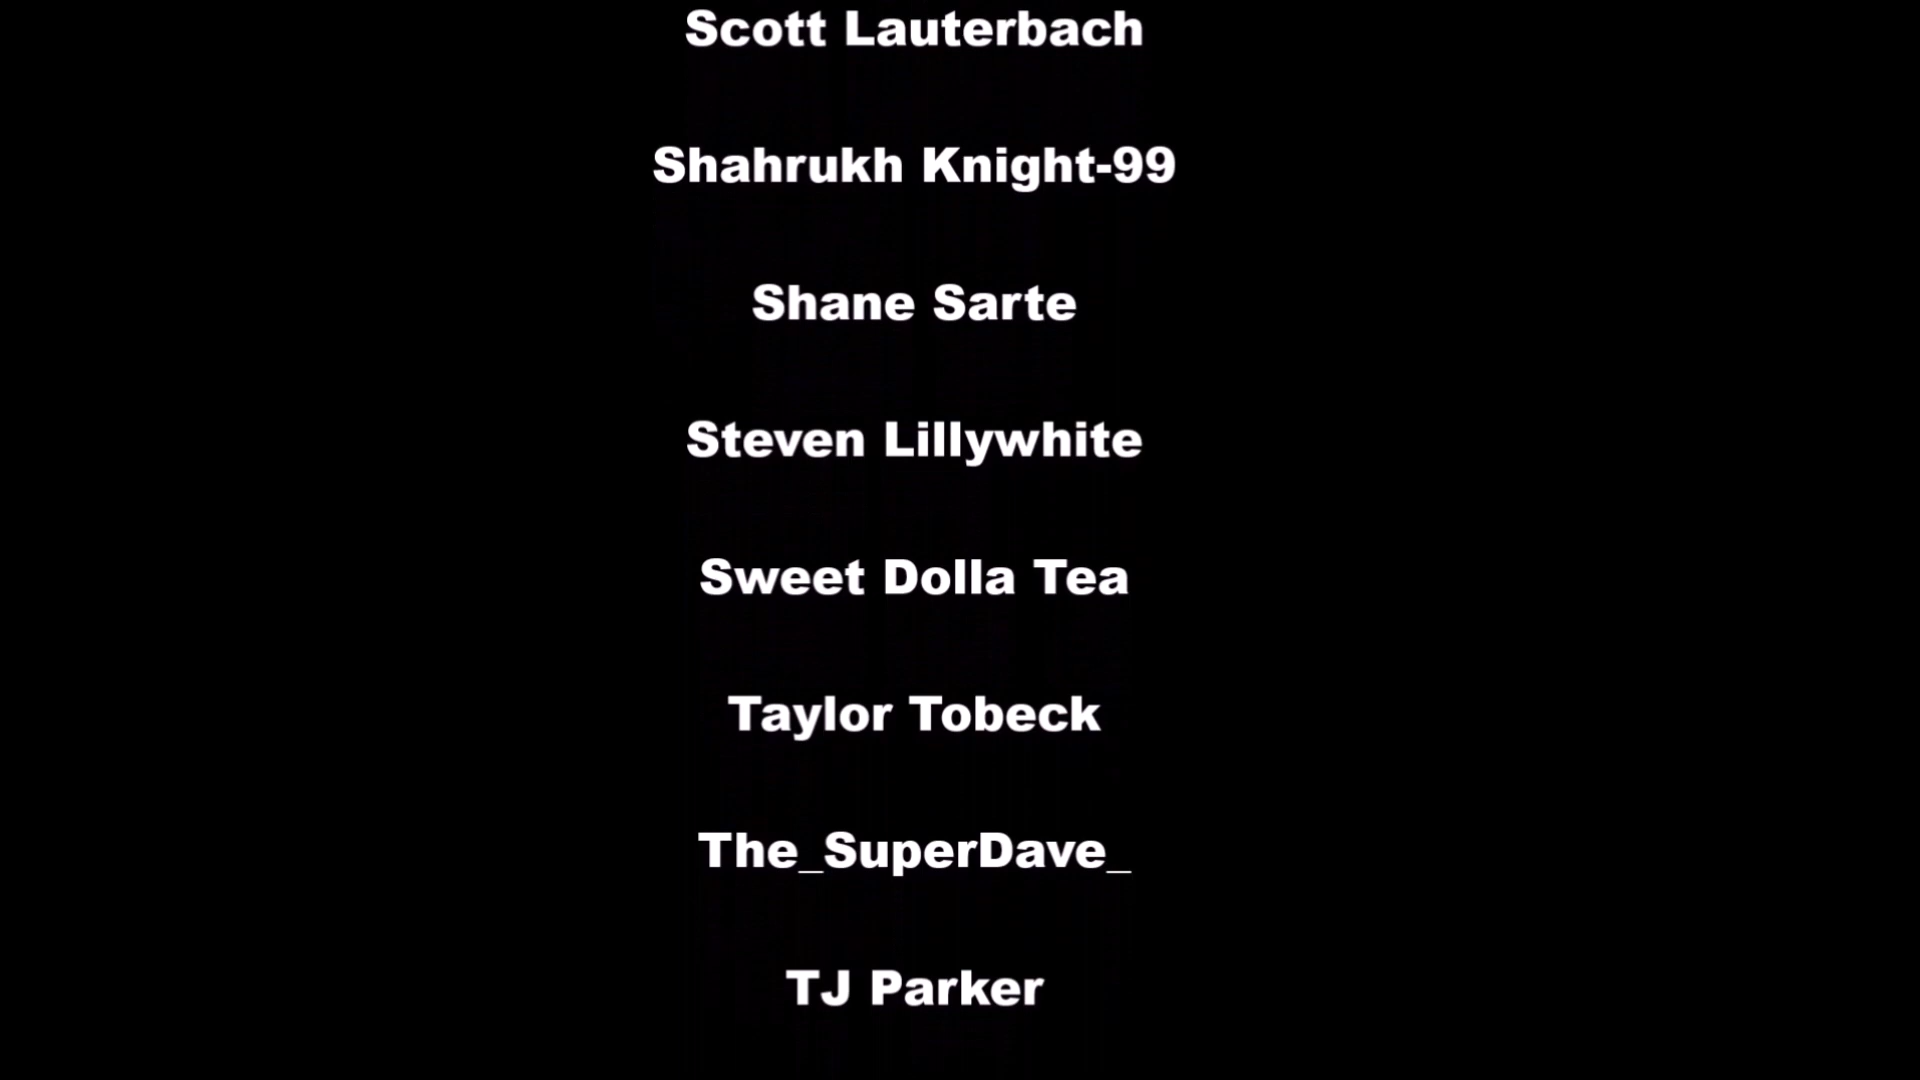 Scott Lauterbach
Shahrukh Knight-99
Shane Sarte
Steven Lillywhite
Sweet Dolla Tea
Taylor Tobeck
The_SuperDave_
TJ Parker